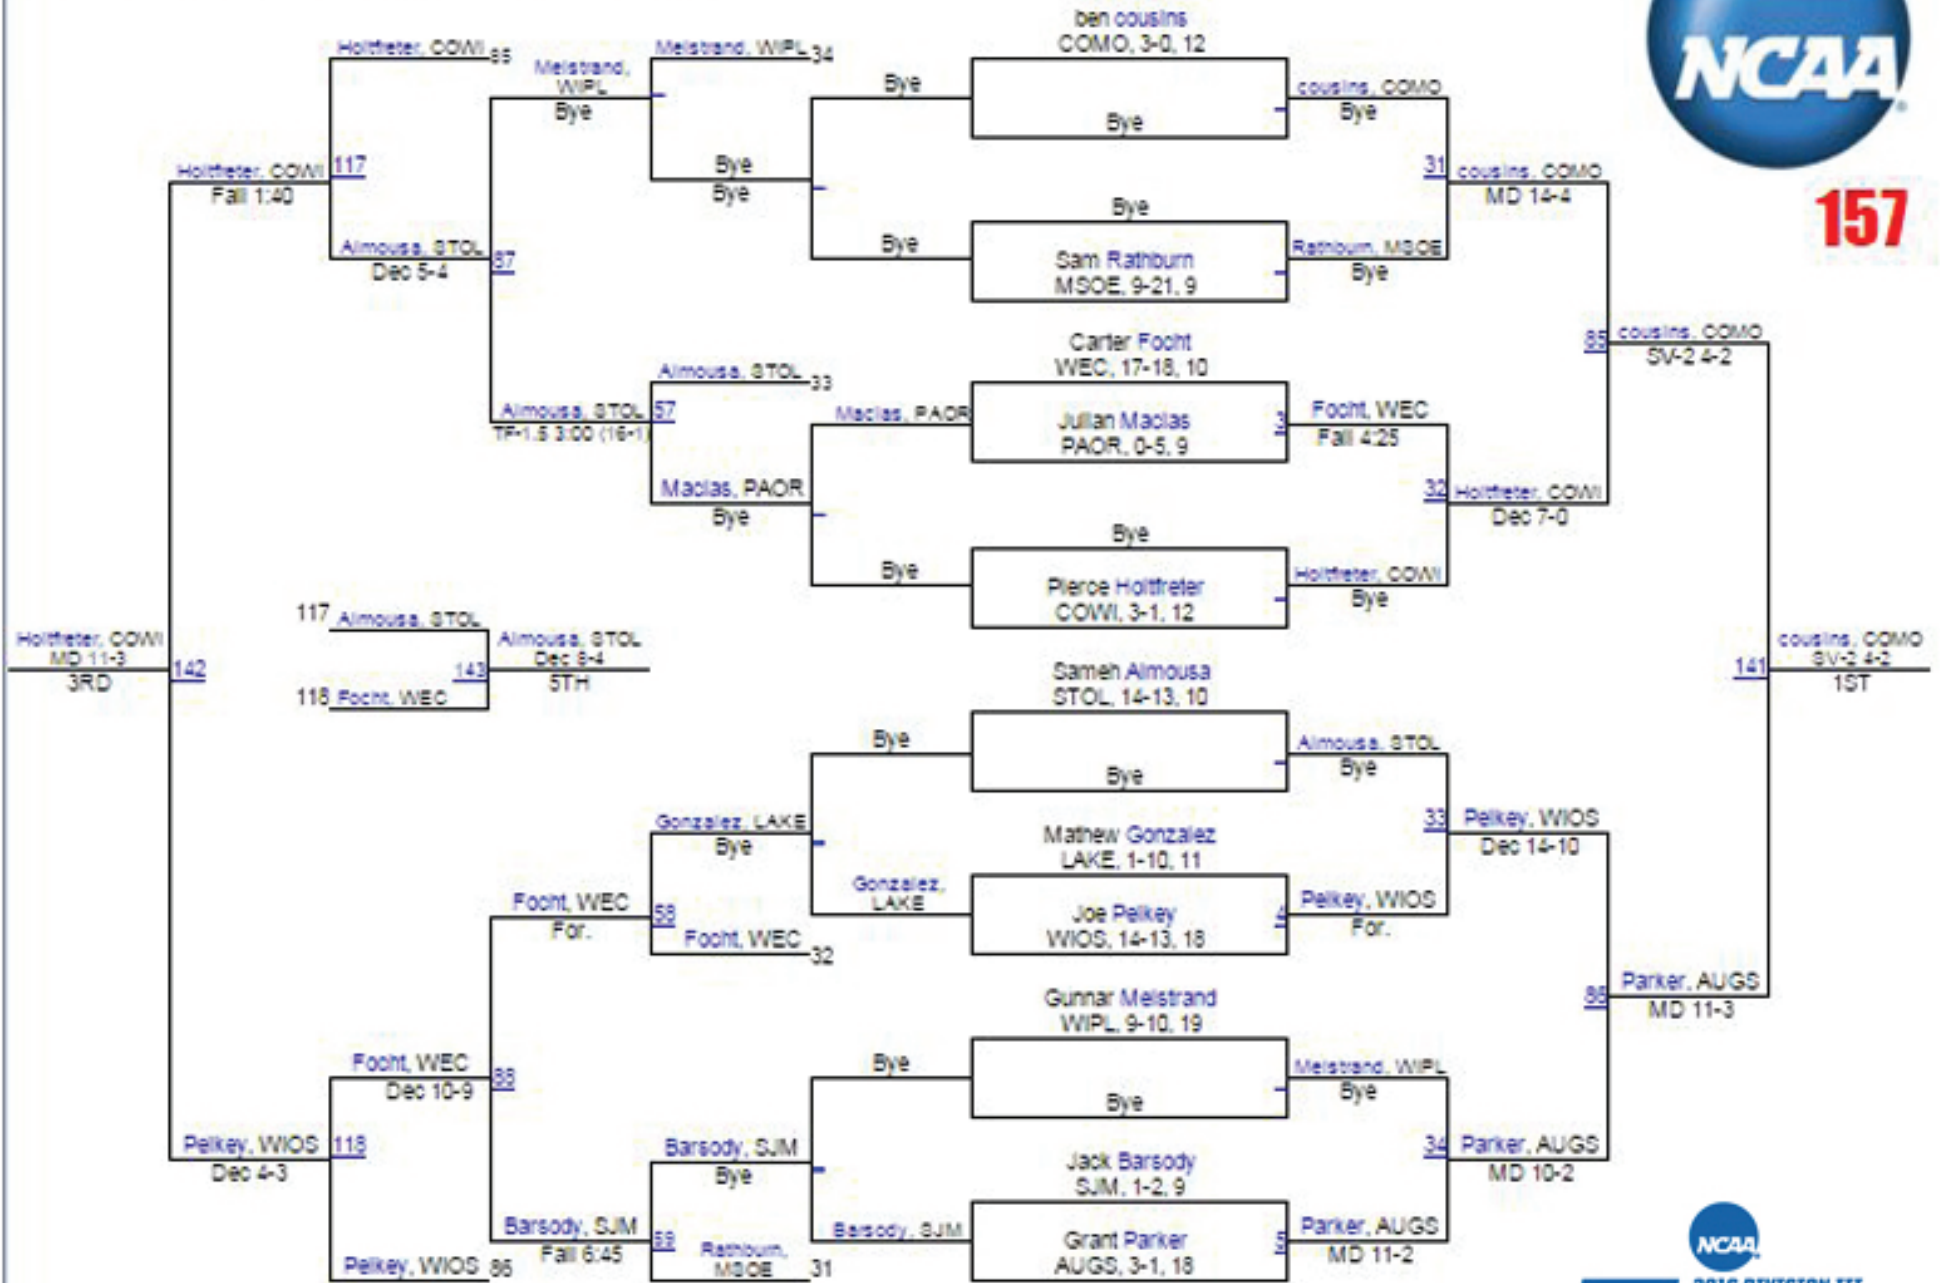 ben cousins
COMO, 3-0, 12
Holtfreter, COWI 85
Meistrand, WIPL 34
Meistrand,
WIPL
Bye
Bye
cousins, COMO
Bye
Bye
NCAA
Holtfreter, COWI
Fall 1:40
117
Bye
Bye
31
cousins, COMO
MD 14-4
157
Almousa, STOL
Dec 5-4
87
Bye
Bye
Sam Rathburn
MSOE, 9-21, 9
Rathburn, MSOE
Bye
Carter Focht
WEC, 17-18, 10
85
cousins, COMO
SV-2 4-2
Almousa, STOL 33
Almousa, STOL
TF-1.5 3:00 (16-1)
57
Macias, PAOR
Julian Macias
PAOR, 0-5, 9
3
Focht, WEC
Fall 4:25
Macias, PAOR
Bye
32
Holtfreter, COWI
Dec 7-0
Bye
Bye
Pierce Holtfreter
COWI, 3-1, 12
Holtfreter, COWI
Bye
117 Almousa, STOL
Holtfreter, COWI
MD 11-3
3RD
142
143
Almousa, STOL
Dec 8-4
5TH
118 Focht, WEC
141
cousins, COMO
SV-2 4-2
1ST
Sameh Almousa
STOL, 14-13, 10
Bye
Bye
Almousa, STOL
Bye
Gonzalez, LAKE
Bye
Mathew Gonzalez
LAKE, 1-10, 11
33
Pelkey, WIOS
Dec 14-10
Focht, WEC
For.
58
Focht, WEC 32
Gonzalez,
LAKE
Joe Pelkey
WIOS, 14-13, 18
4
Pelkey, WIOS
For.
Gunnar Meistrand
WIPL, 9-10, 19
86
Parker, AUGS
MD 11-3
Focht, WEC
Dec 10-9
88
Bye
Bye
Meistrand, WIPL
Bye
Pelkey, WIOS
Dec 4-3
118
Barsody, SJM
Bye
Jack Barsody
SJM, 1-2, 9
34
Parker, AUGS
MD 10-2
Barsody, SJM
Fall 6:45
59
Barsody, SJM
Grant Parker
AUGS, 3-1, 18
5
Parker, AUGS
MD 11-2
Pelkey, WIOS 86
Rathburn,
MSOE 31
NCAA